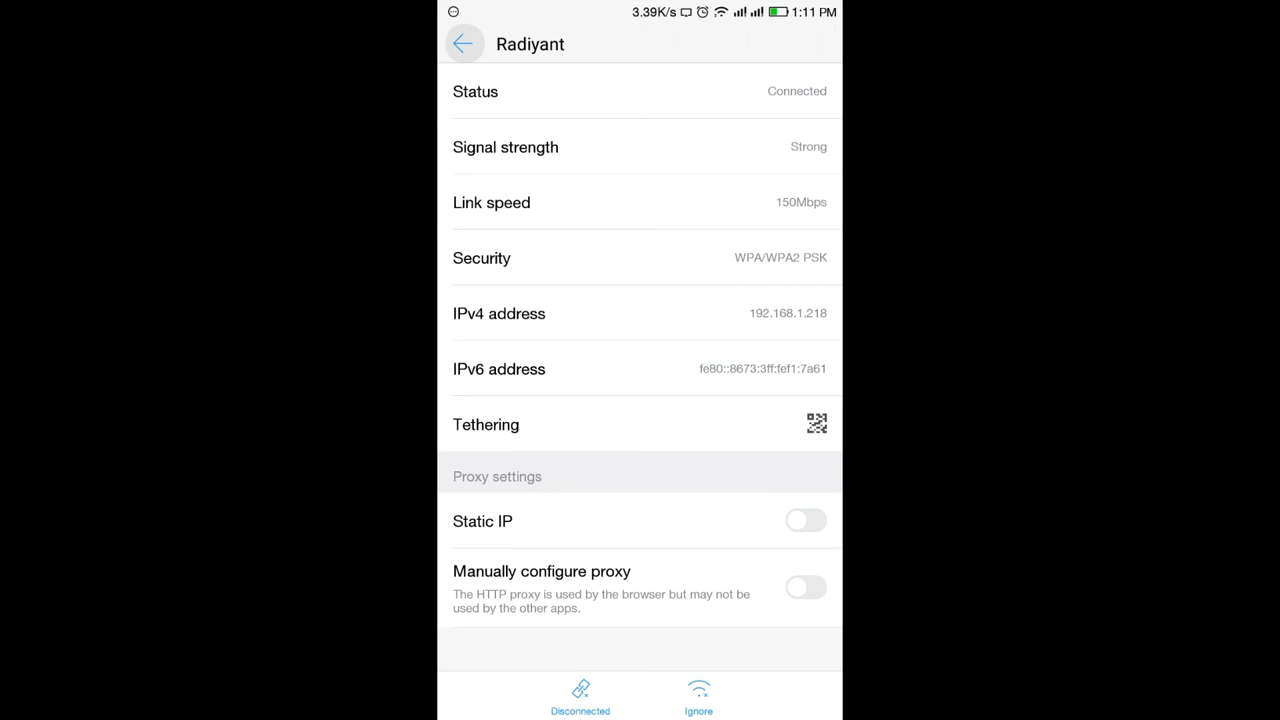 3.39K/s 1:11 PM
Radiyant
Status Connected
Signal strength Strong
Link speed 150Mbps
Security WPA/WPA2 PSK
IPv4 address 192.168.1.218
IPv6 address fe80::8673:3ff:fef1:7a61
Tethering
Proxy settings
Static IP
Manually configure proxy
The HTTP proxy is used by the browser but may not be
used by the other apps.
Disconnected Ignore